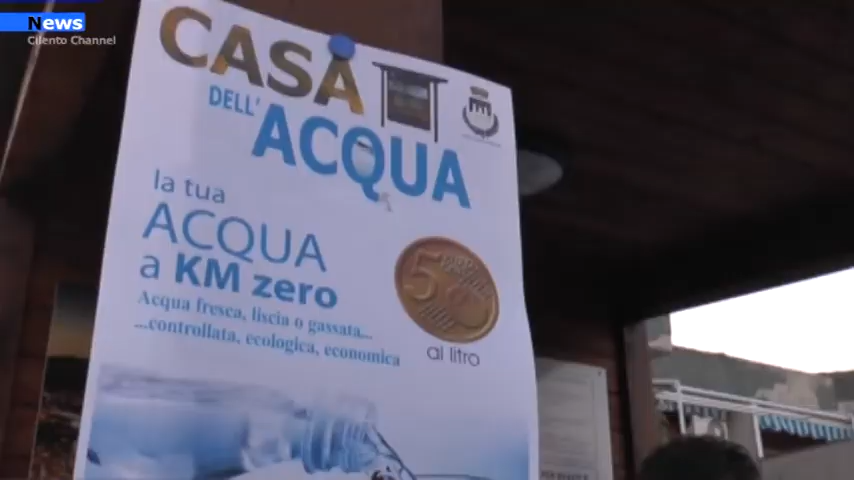 News
Cilento Channel
CASA
DELL'
ACQUA
la tua
ACQUA
a KM zero
Acqua fresca, liscia o gassata...
...controllata, ecologica, economica
5
al litro